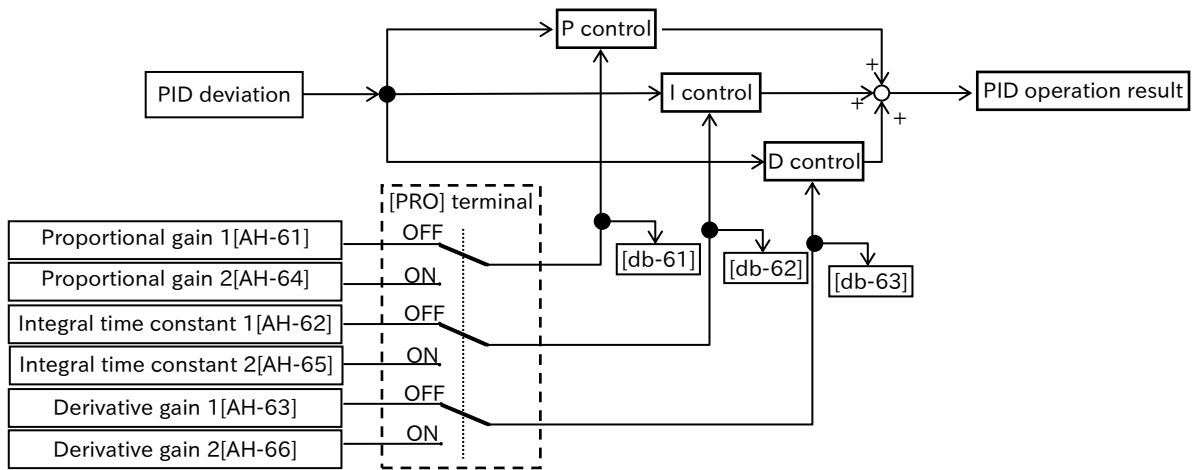 P control
+
PID deviation
I control
+
PID operation result
+
D control
[PRO] terminal
Proportional gain 1[AH-61]
OFF
[db-61]
[db-62]
[db-63]
Proportional gain 2[AH-64]
ON
Integral time constant 1[AH-62]
OFF
Integral time constant 2[AH-65]
ON
Derivative gain 1[AH-63]
OFF
Derivative gain 2[AH-66]
ON